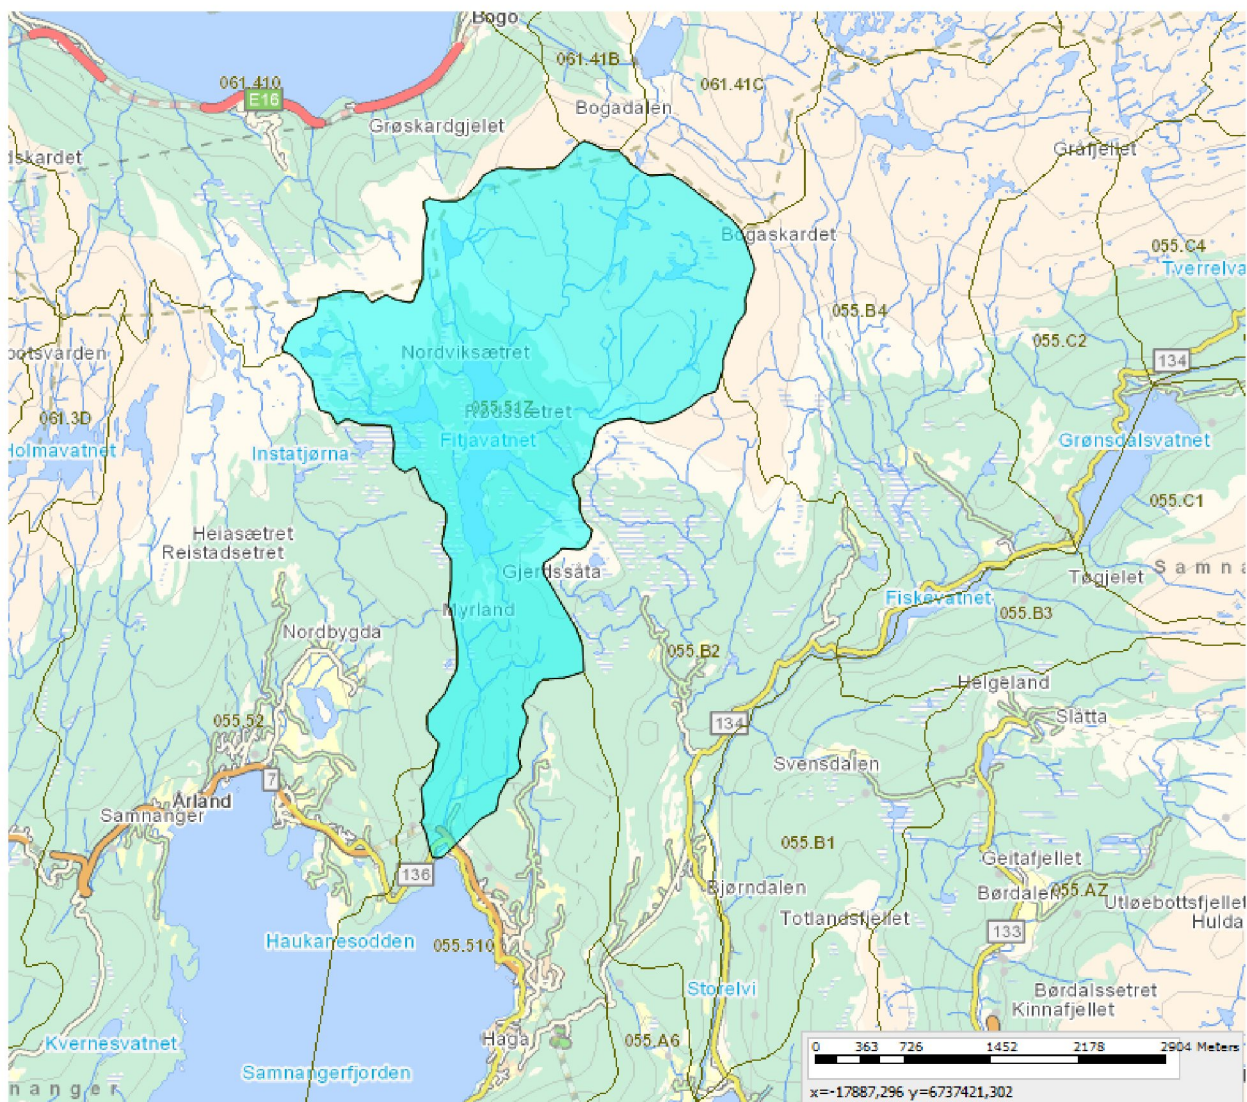 Bogo
061.41B
061.410
E16
061.41C
Bogadalen
Grøskardgjelet
dskardet
Gråfjellet
Bogaskardet
055.C4
Tverrelva
055.B4
055.C2
botsvarden
Nordviksætret
134
061.3D
055.51Z
Rødssætret
Holmavatnet
Instatjørna
Fitjavatnet
Grønsdalsvatnet
055.C1
Heiasætret
Reistadsetret
Gjerdssåta
Tøgjelet
Samna
Fiskevatnet
055.B3
Myrland
Nordbygda
055.B2
Helgeland
055.52
134
Slåtta
7
Svensdalen
Årland
Samnanger
055.B1
Geitafjellet
136
Bjørndalen
Børdalen
055.AZ
Utløebottsfjellet
Totlandsfjellet
Hulda
133
Haukanesodden
055.510
Storelvi
Børdalssetret
Kinnafjellet
Kvernesvatnet
Haga
055.A6
Samnangerfjorden
nanger
0 363 726 1452 2178 2904 Meters
x=-17887,296 y=6737421,302